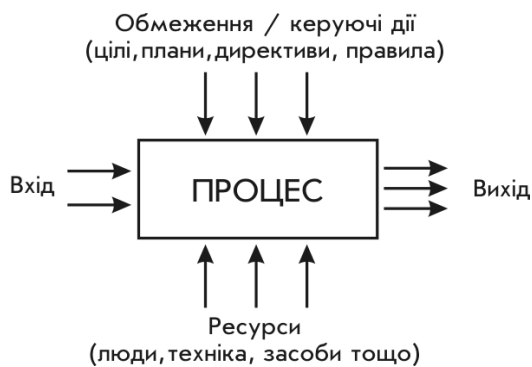 Обмеження / керуючі дії
(цілі, плани, директиви, правила)
Вхід
ПРОЦЕС
Вихід
Ресурси
(люди, техніка, засоби тощо)